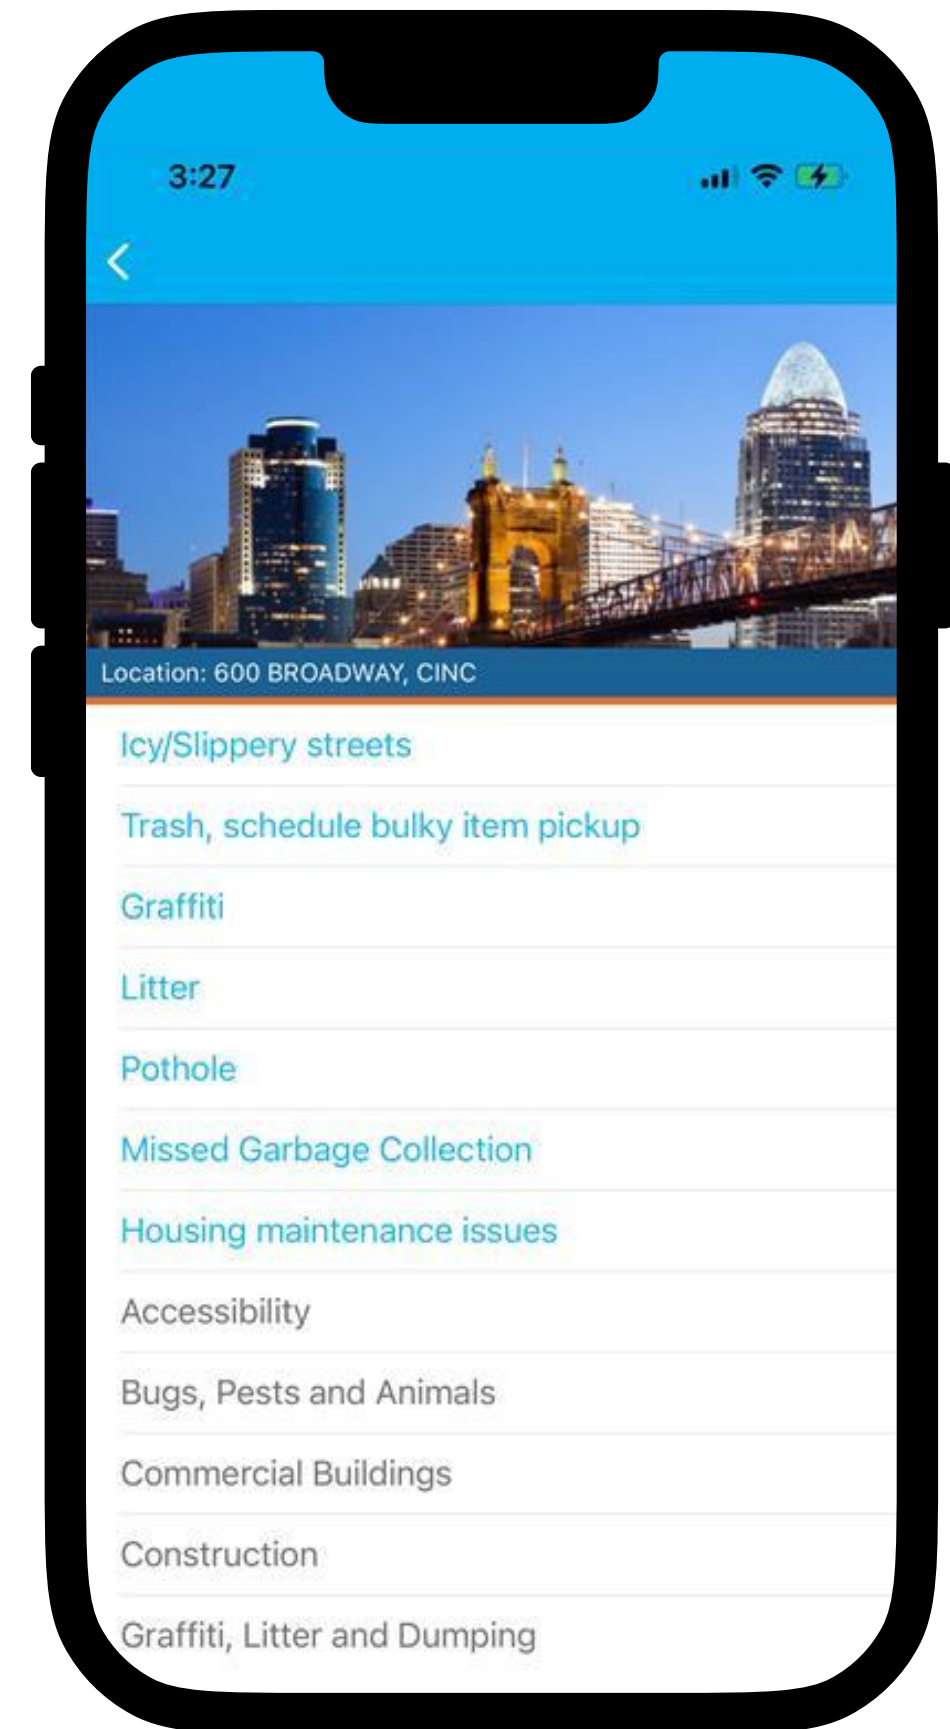 3:27
Location: 600 BROADWAY, CINC
Icy/Slippery streets
Trash, schedule bulky item pickup
Graffiti
Litter
Pothole
Missed Garbage Collection
Housing maintenance issues
Accessibility
Bugs, Pests and Animals
Commercial Buildings
Construction
Graffiti, Litter and Dumping